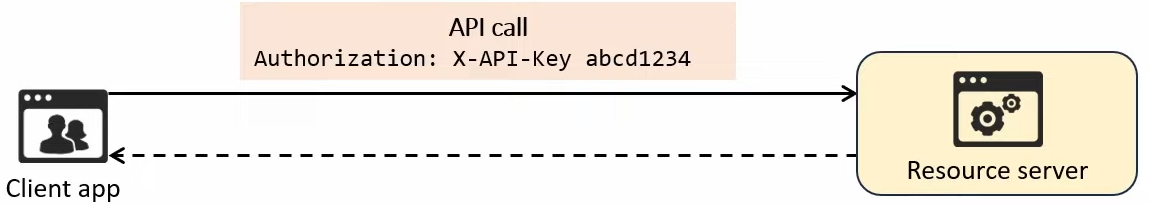 API call
Authorization: X-API-Key abcd1234
Client app
Resource server